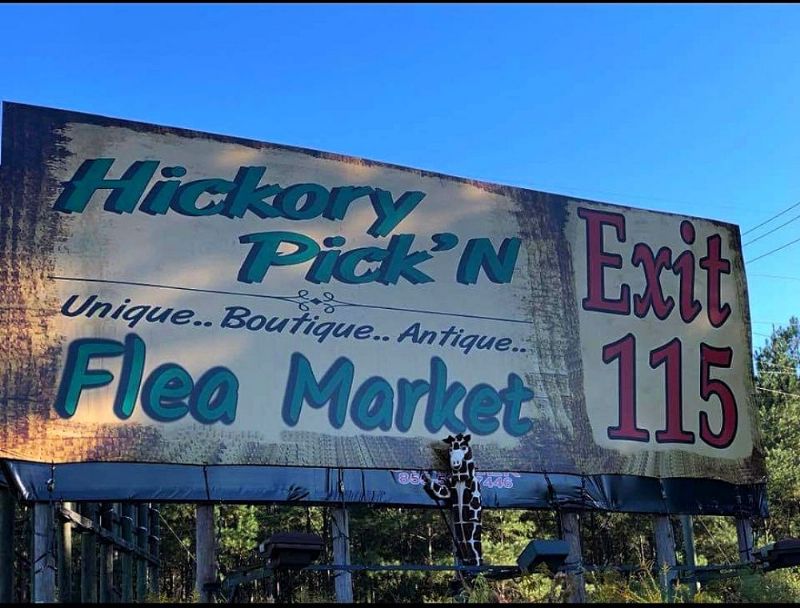 Hickory
Pick'N
Unique.. Boutique.. Antique..
Flea Market
Exit
115